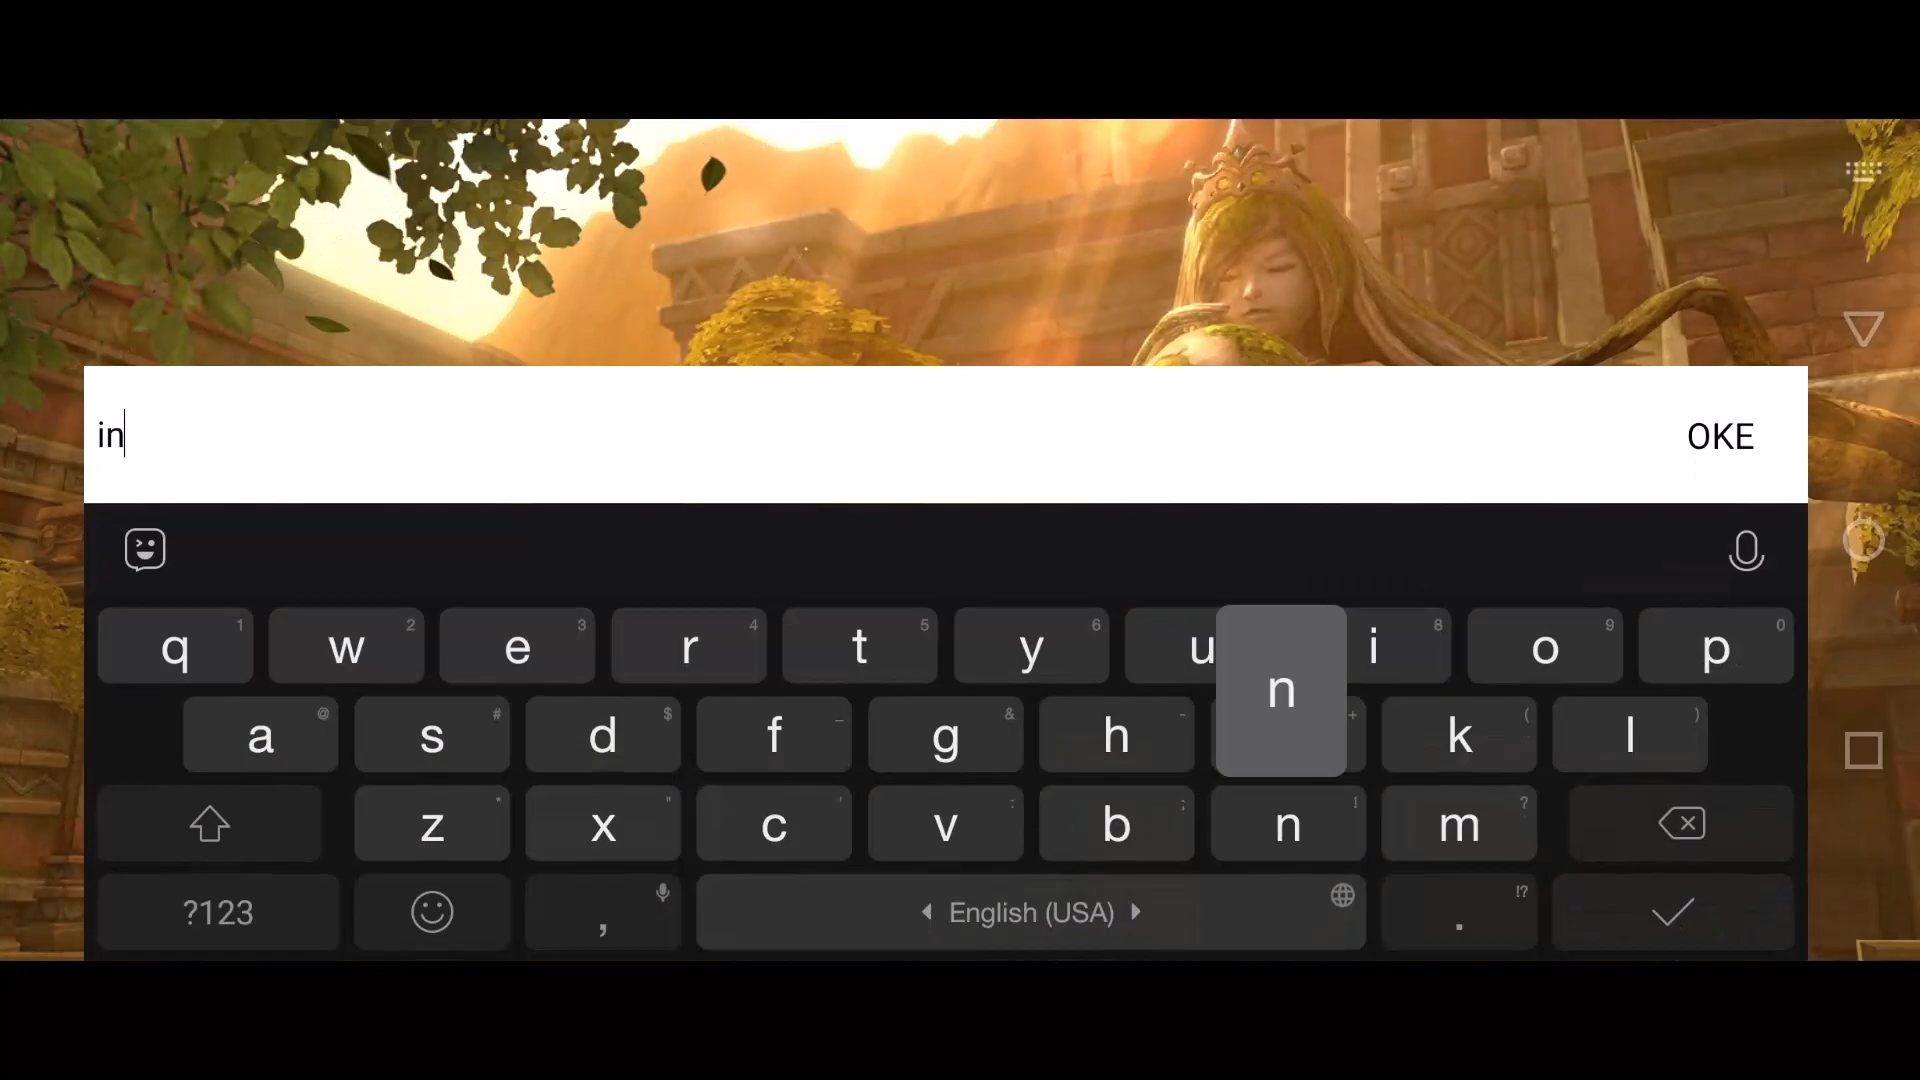 in
OKE
q 1 w 2 e 3 r 4 t 5 y 6 u i 8 o 9 p 0
n
a @ s # d $ f _ g & h - + k ( l )
z * x " c ' v : b ; n ! m ?
?123 , English (USA) . !?